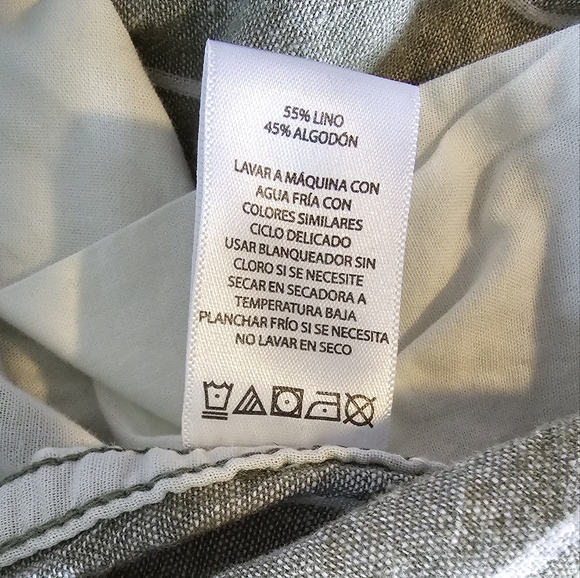 55% LINO
45% ALGODÓN
LAVAR A MÁQUINA CON
AGUA FRÍA CON
COLORES SIMILARES
CICLO DELICADO
USAR BLANQUEADOR SIN
CLORO SI SE NECESITE
SECAR EN SECADORA A
TEMPERATURA BAJA
PLANCHAR FRÍO SI SE NECESITA
NO LAVAR EN SECO